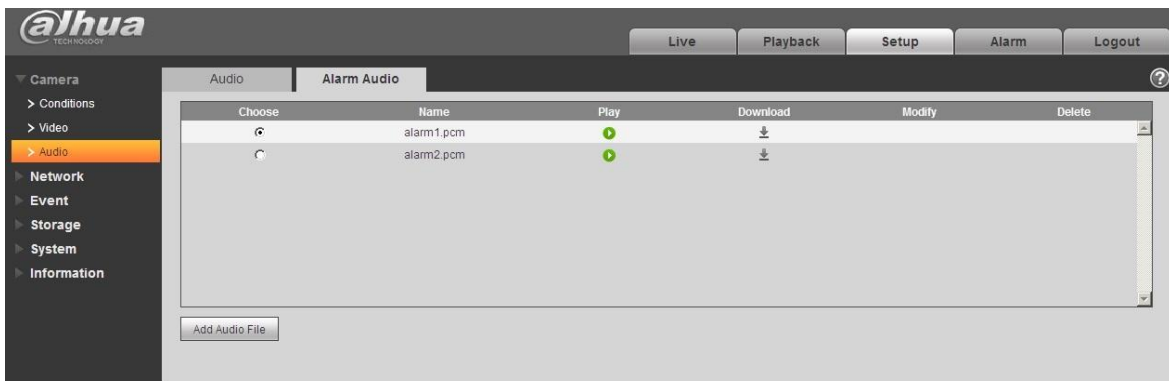 alhua
TECHNOLOGY
Live Playback Setup Alarm Logout
Camera
> Conditions
> Video
> Audio
Network
Event
Storage
System
Information
Audio Alarm Audio
?
Choose Name Play Download Modify Delete
alarm1.pcm
alarm2.pcm
Add Audio File